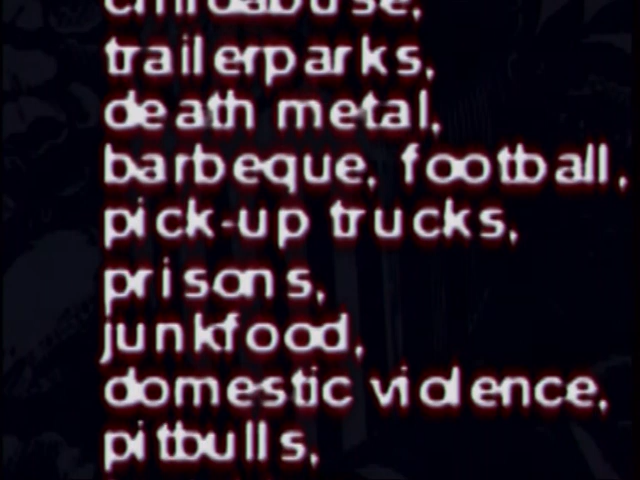 trailerparks,
death metal,
barbeque, football,
pick-up trucks,
prisons,
junkfood,
domestic violence,
pitbulls,